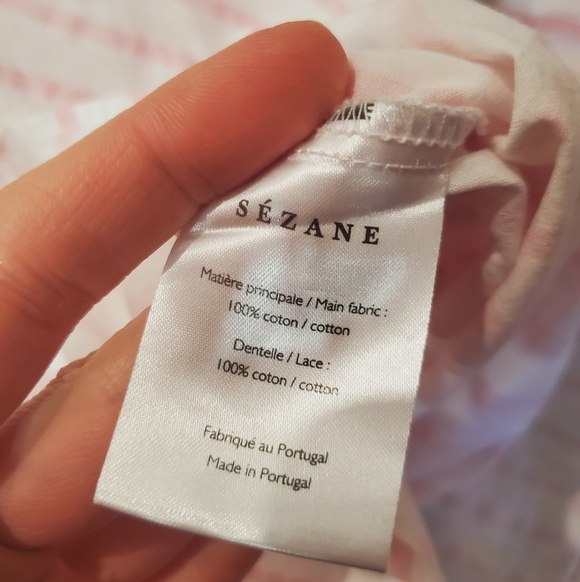 SÉZANE
Matière principale / Main fabric :
100% coton / cotton
Dentelle / Lace :
100% coton / cotton
Fabriqué au Portugal
Made in Portugal